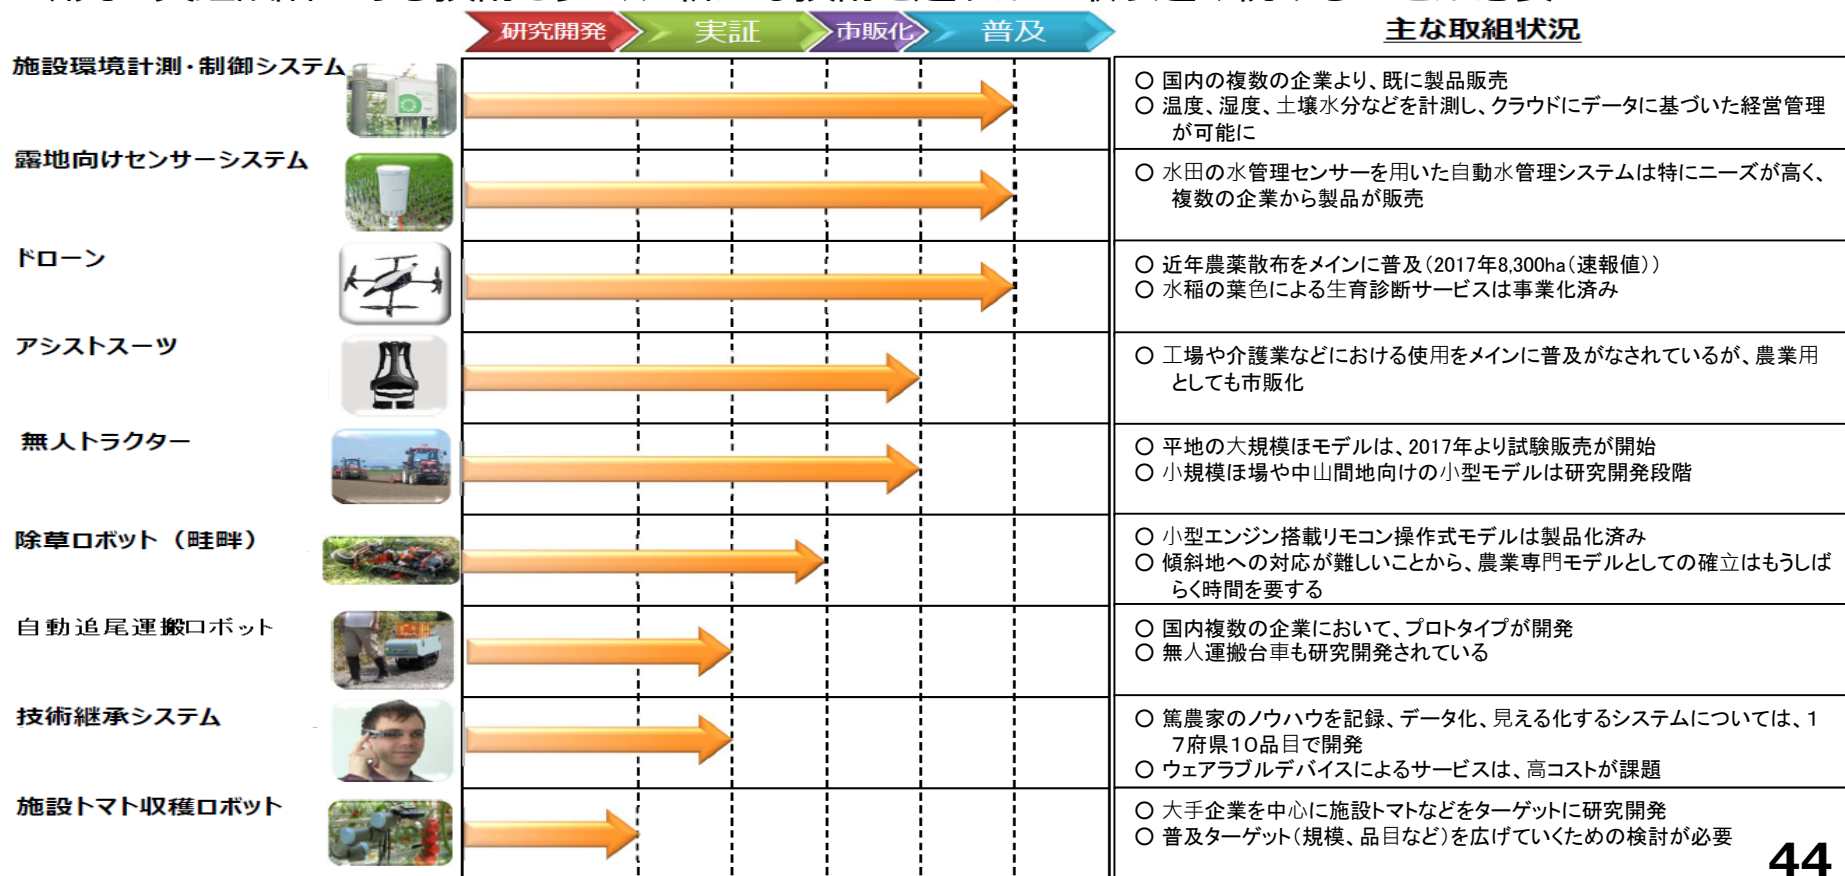 研究開発
実証
市販化
普及
主な取組状況
施設環境計測・制御システム
○ 国内の複数の企業より、既に製品販売
○ 温度、湿度、土壌水分などを計測し、クラウドにデータに基づいた経営管理
が可能に
露地向けセンサーシステム
○ 水田の水管理センサーを用いた自動水管理システムは特にニーズが高く、
複数の企業から製品が販売
ドローン
○ 近年農薬散布をメインに普及(2017年8,300ha(速報値))
○ 水稲の葉色による生育診断サービスは事業化済み
アシストスーツ
○ 工場や介護業などにおける使用をメインに普及がなされているが、農業用
としても市販化
無人トラクター
○ 平地の大規模ほモデルは、2017年より試験販売が開始
○ 小規模ほ場や中山間地向けの小型モデルは研究開発段階
除草ロボット（畦畔）
○ 小型エンジン搭載リモコン操作式モデルは製品化済み
○ 傾斜地への対応が難しいことから、農業専門モデルとしての確立はもうしば
らく時間を要する
自動追尾運搬ロボット
○ 国内複数の企業において、プロトタイプが開発
○ 無人運搬台車も研究開発されている
技術継承システム
○ 篤農家のノウハウを記録、データ化、見える化するシステムについては、１
７府県１０品目で開発
○ ウェアラブルデバイスによるサービスは、高コストが課題
施設トマト収穫ロボット
○ 大手企業を中心に施設トマトなどをターゲットに研究開発
○ 普及ターゲット(規模、品目など)を広げていくための検討が必要
44